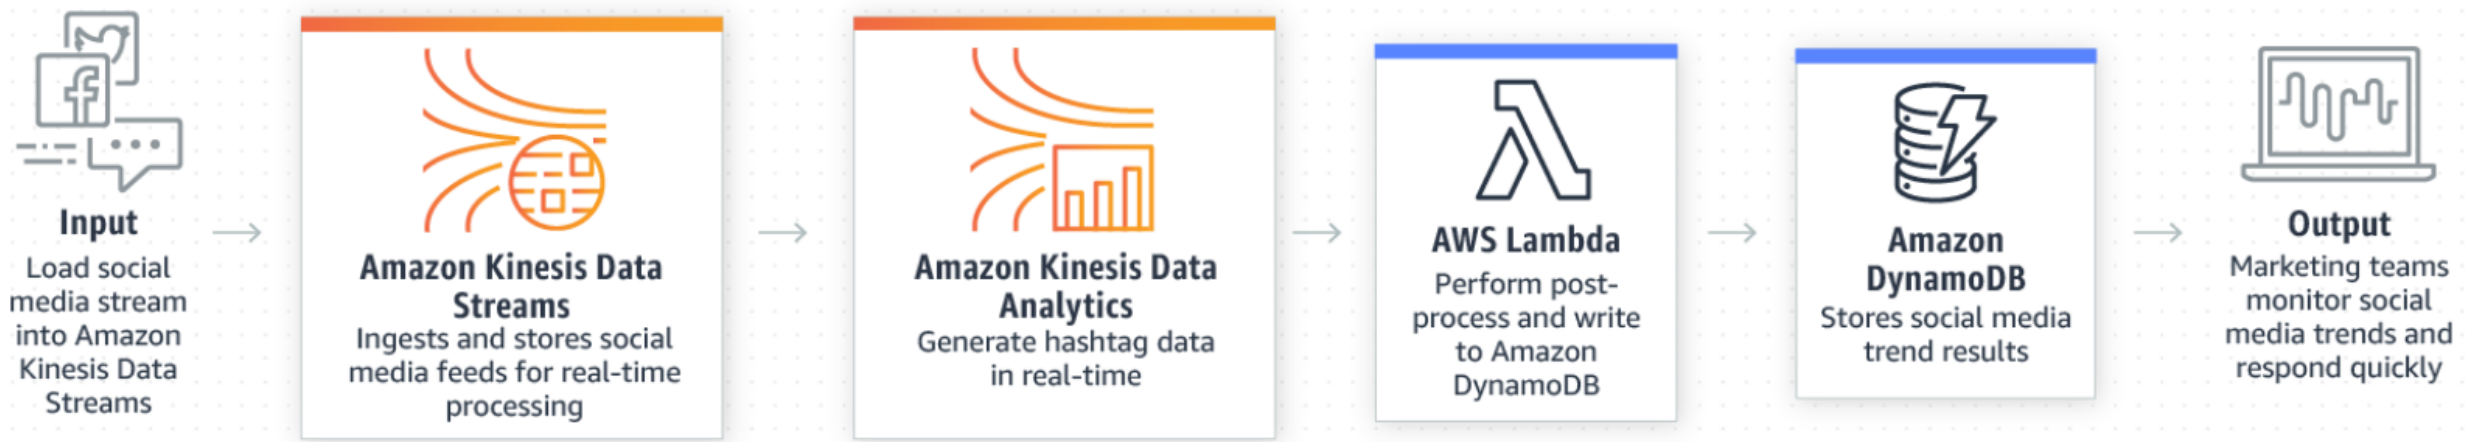 Input
Load social
media stream
into Amazon
Kinesis Data
Streams
Amazon Kinesis Data
Streams
Ingests and stores social
media feeds for real-time
processing
Amazon Kinesis Data
Analytics
Generate hashtag data
in real-time
AWS Lambda
Perform post-
process and write
to Amazon
DynamoDB
Amazon
DynamoDB
Stores social media
trend results
Output
Marketing teams
monitor social
media trends and
respond quickly